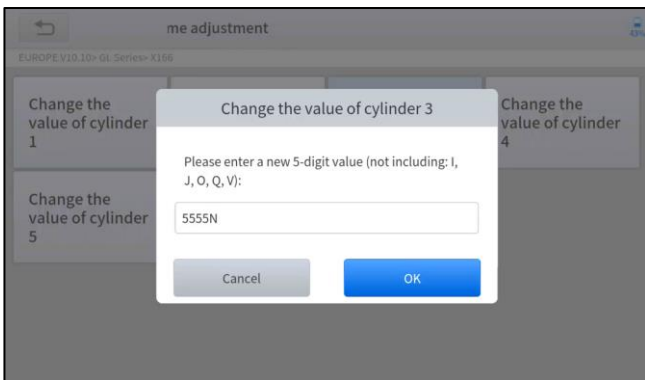 me adjustment
43%
EUROPE V10.10> GL Series> X166
Change the
value of cylinder
1
Change the
value of cylinder
4
Change the
value of cylinder
5
Change the value of cylinder 3
Please enter a new 5-digit value (not including: I,
J, O, Q, V):
5555N
Cancel
OK